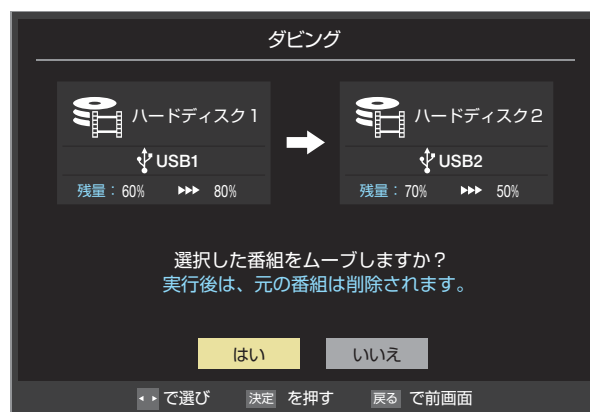 ダビング
ハードディスク1
USB1
残量：60% ▸▸▸ 80%
ハードディスク2
USB2
残量：70% ▸▸▸ 50%
選択した番組をムーブしますか？
実行後は、元の番組は削除されます。
はい いいえ
で選び 決定 を押す 戻る で前画面